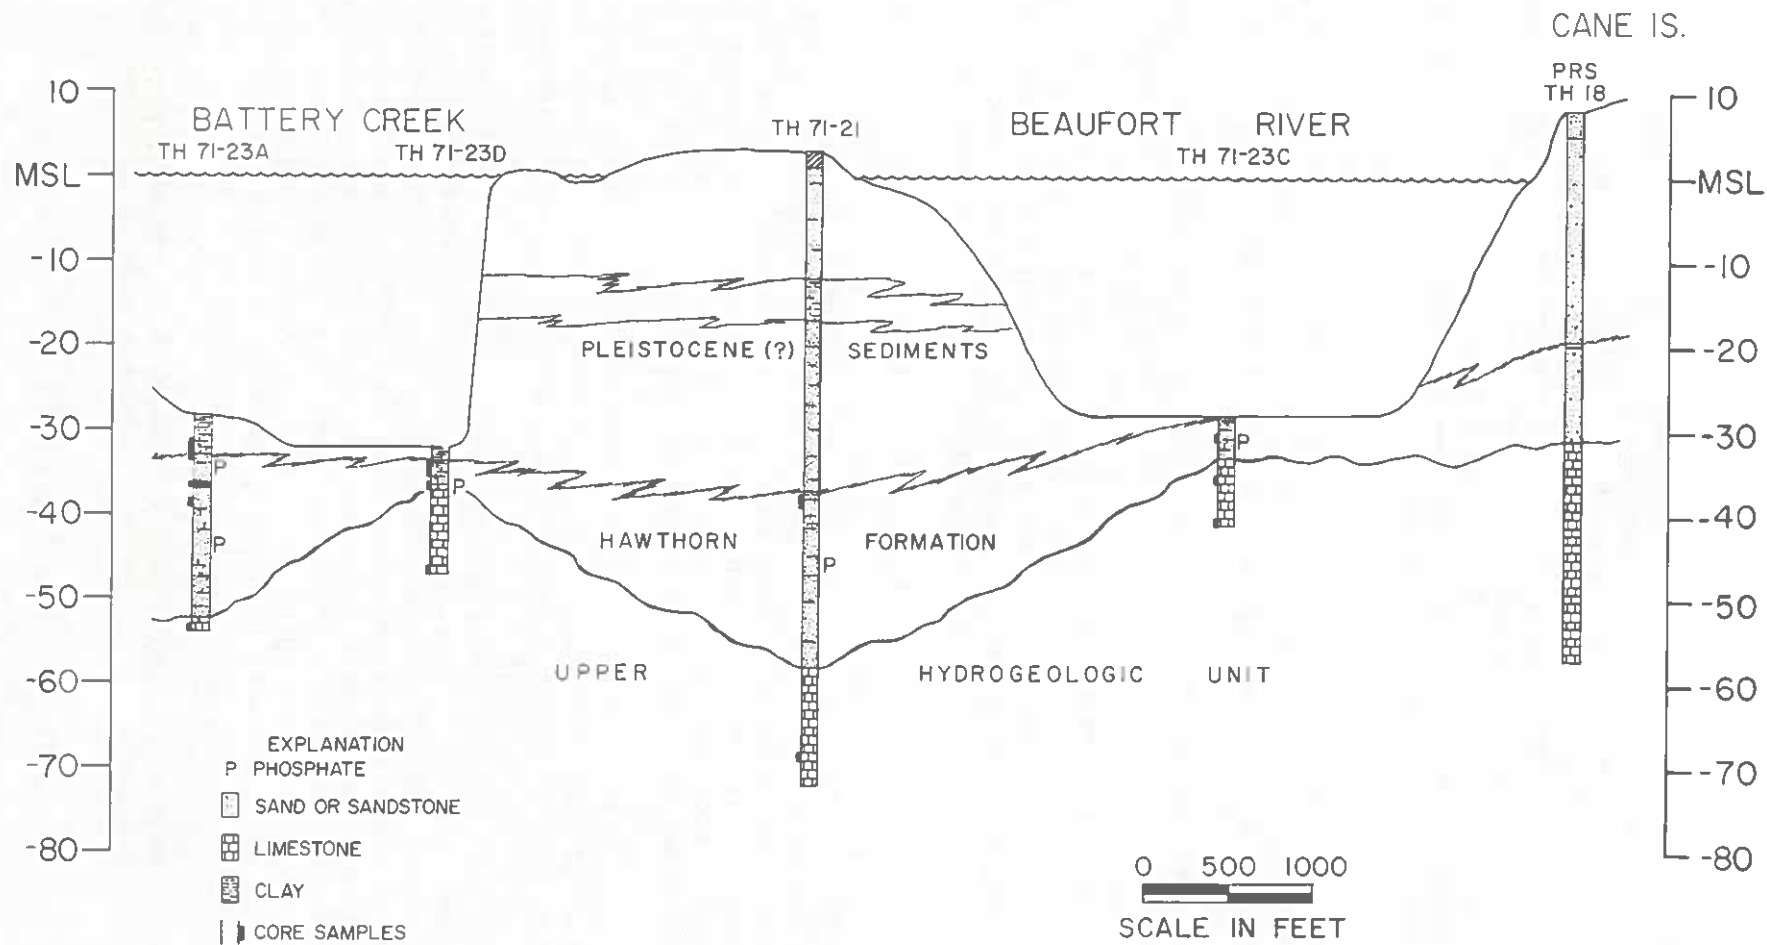 CANE IS.
PRS
TH 18
10
10
BATTERY CREEK
TH 71-21
BEAUFORT RIVER
TH 71-23A
TH 71-23D
TH 71-23C
MSL
MSL
-10
-10
-20
-20
PLEISTOCENE (?) SEDIMENTS
-30
-30
P
P
P
-40
-40
P
HAWTHORN FORMATION
P
-50
-50
UPPER HYDROGEOLOGIC UNIT
-60
-60
EXPLANATION
P PHOSPHATE
-70
-70
SAND OR SANDSTONE
LIMESTONE
-80
-80
CLAY
CORE SAMPLES
0 500 1000
SCALE IN FEET